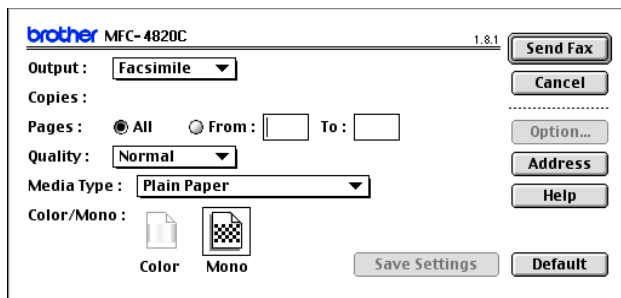 brother MFC-4820C
1.8.1
Send Fax
Output : Facsimile
Cancel
Copies :
Pages : All From : To :
Option...
Quality : Normal
Address
Media Type : Plain Paper
Help
Color/Mono :
Color Mono
Save Settings
Default